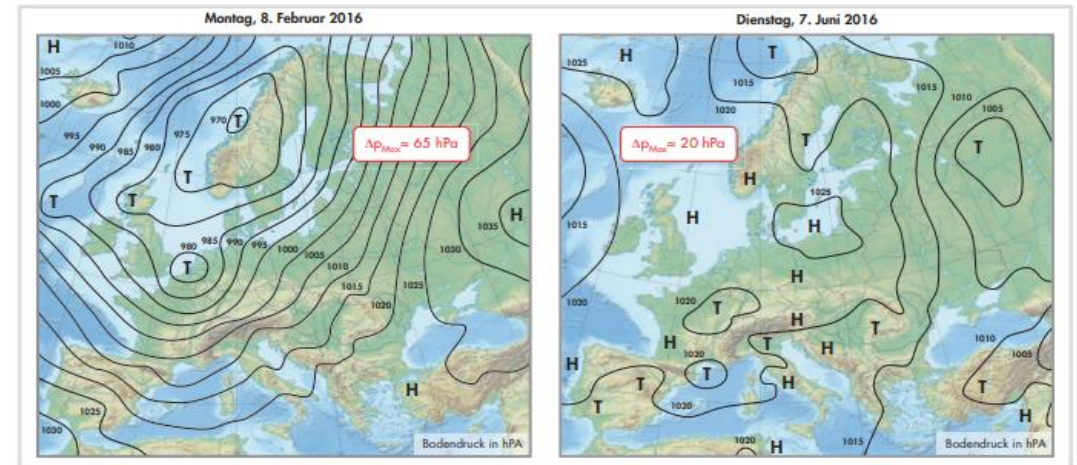 Montag, 8. Februar 2016
H
1010
1005
1000
995
990
985
980
975
970
T
Δp_Max= 65 hPa
T
T
T
H
1035
980
985
990
995
1000
1005
1010
1015
1020
1025
1030
T
H
1025
1030
Bodendruck in hPA
Dienstag, 7. Juni 2016
H
T
1025
1015
1020
1015
1010
1005
T
T
Δp_Max= 20 hPa
H
1025
H
H
1015
1020
H
1020
T
H
T
T
H
H
1020
T
H
T
T
1020
H
1010
1005
T
H
1020
H
1015
Bodendruck in hPA